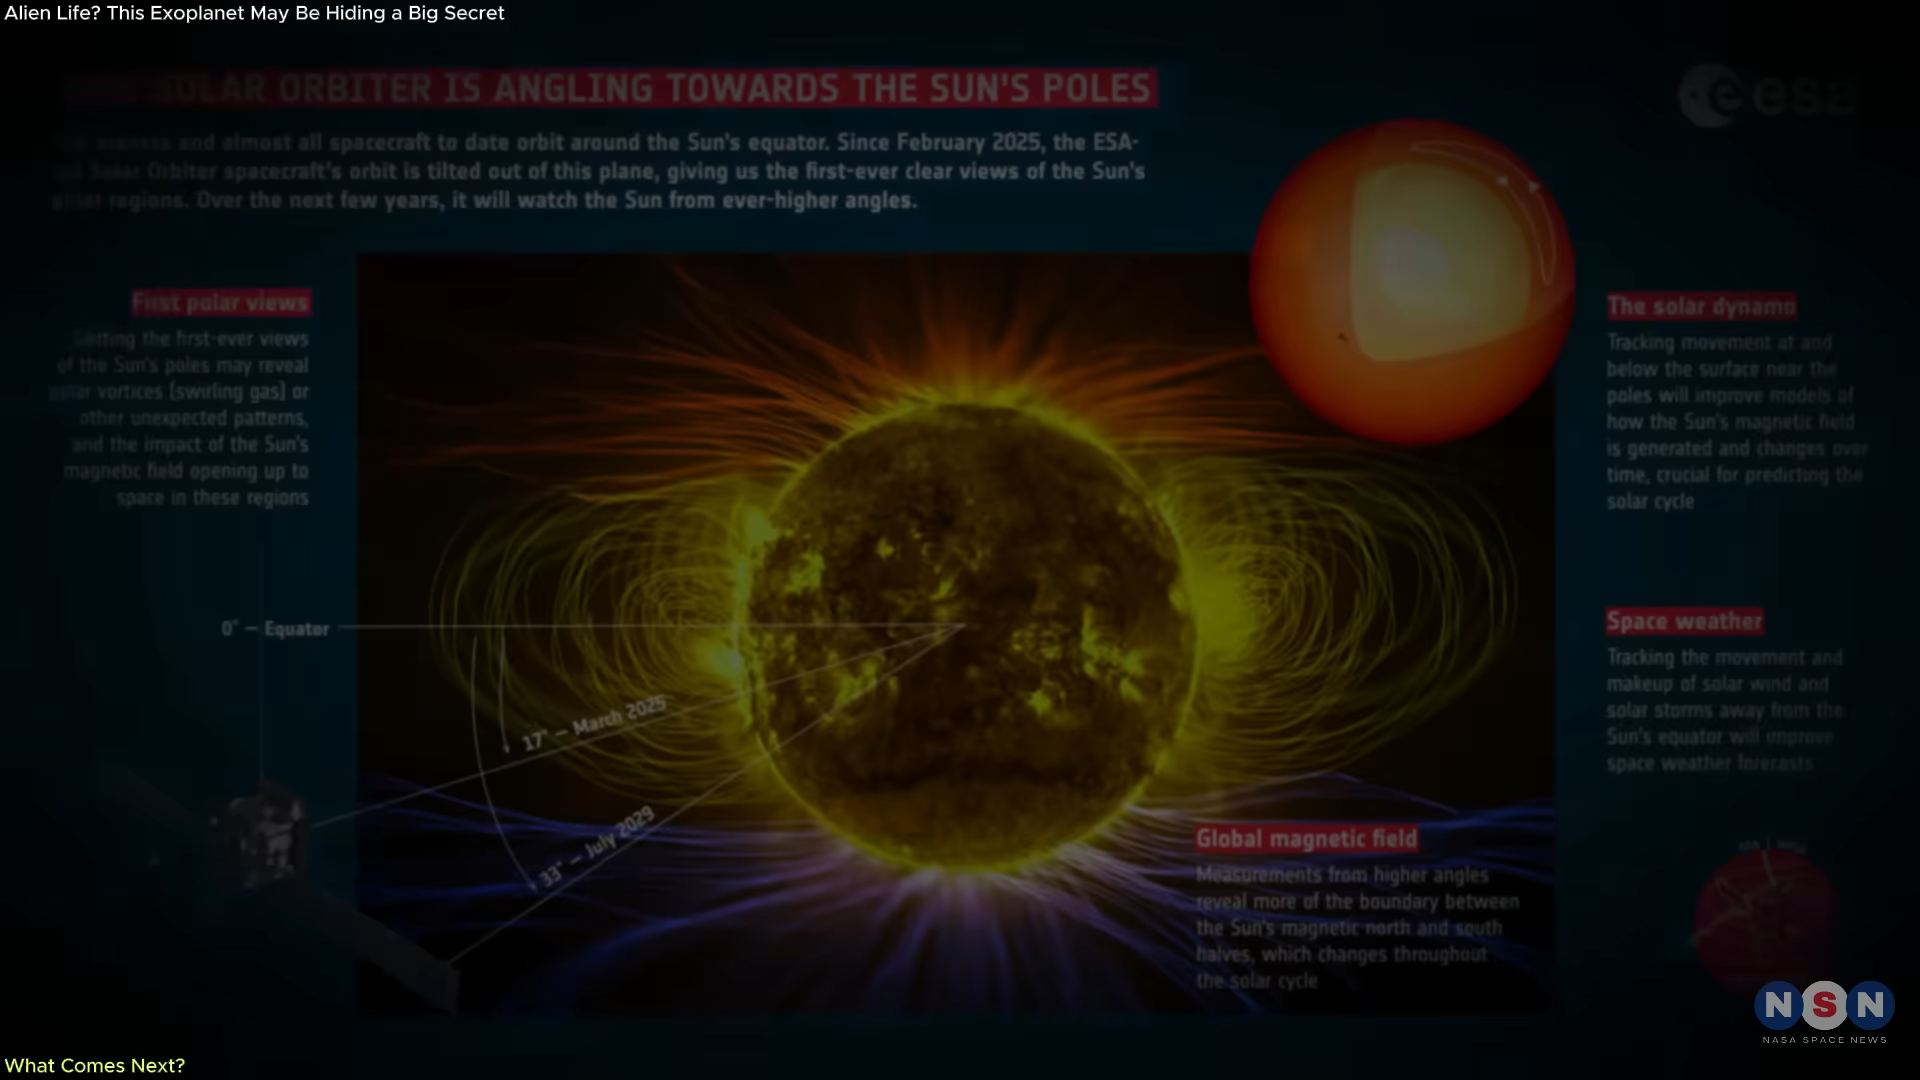 Alien Life? This Exoplanet May Be Hiding a Big Secret
SOLAR ORBITER IS ANGLING TOWARDS THE SUN'S POLES
esa
and almost all spacecraft to date orbit around the Sun's equator. Since February 2025, the ESA-
Solar Orbiter spacecraft's orbit is tilted out of this plane, giving us the first-ever clear views of the Sun's
regions. Over the next few years, it will watch the Sun from ever-higher angles.
First polar views
Getting the first-ever views
of the Sun's poles may reveal
polar vortices (swirling gas) or
other unexpected patterns,
and the impact of the Sun's
magnetic field opening up to
space in these regions
The solar dynamo
Tracking movement at and
below the surface near the
poles will improve models of
how the Sun's magnetic field
is generated and changes over
time, crucial for predicting the
solar cycle
0° – Equator
17° – March 2025
33° – July 2029
Space weather
Tracking the movement and
makeup of solar wind and
solar storms away from the
Sun's equator will improve
space weather forecasts
Global magnetic field
Measurements from higher angles
reveal more of the boundary between
the Sun's magnetic north and south
halves, which changes throughout
the solar cycle
NSN
NASA SPACE NEWS
What Comes Next?